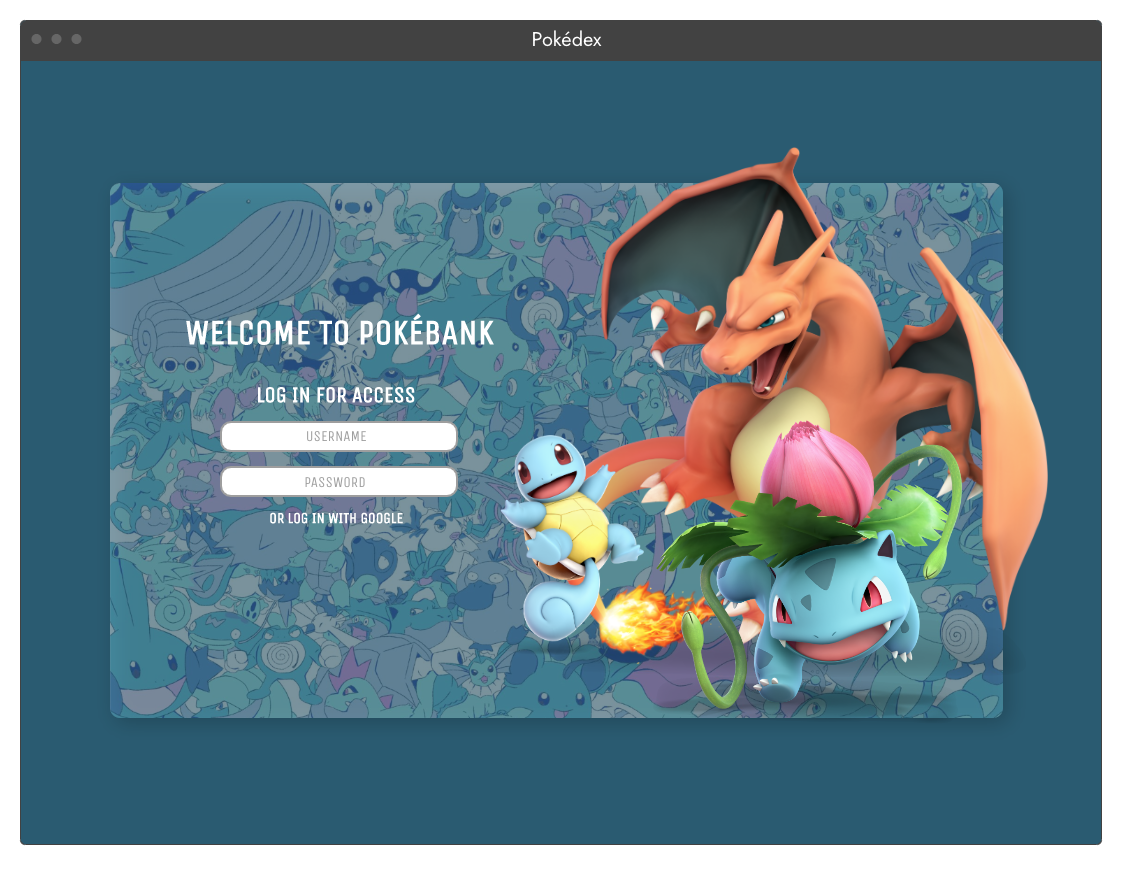 Pokédex
WELCOME TO POKÉBANK
LOG IN FOR ACCESS
USERNAME
PASSWORD
OR LOG IN WITH GOOGLE